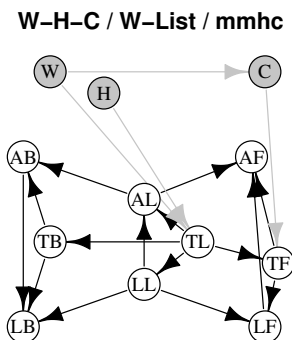 W−H−C / W−List / mmhc
W C
H
AB AF
AL
TB TL TF
LL
LB LF